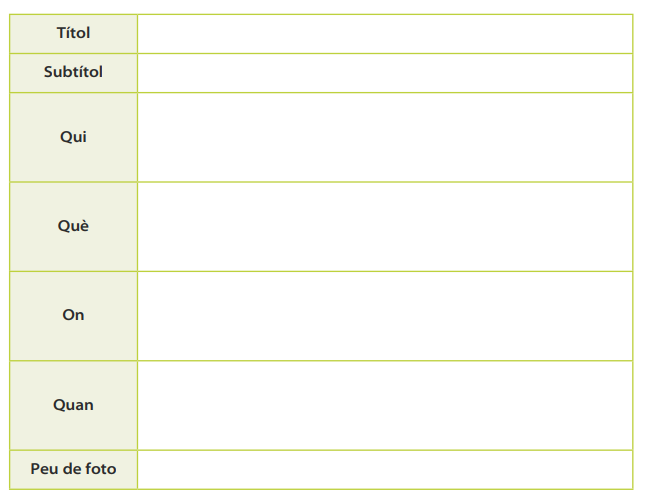 Títol
Subtítol
Qui
Què
On
Quan
Peu de foto